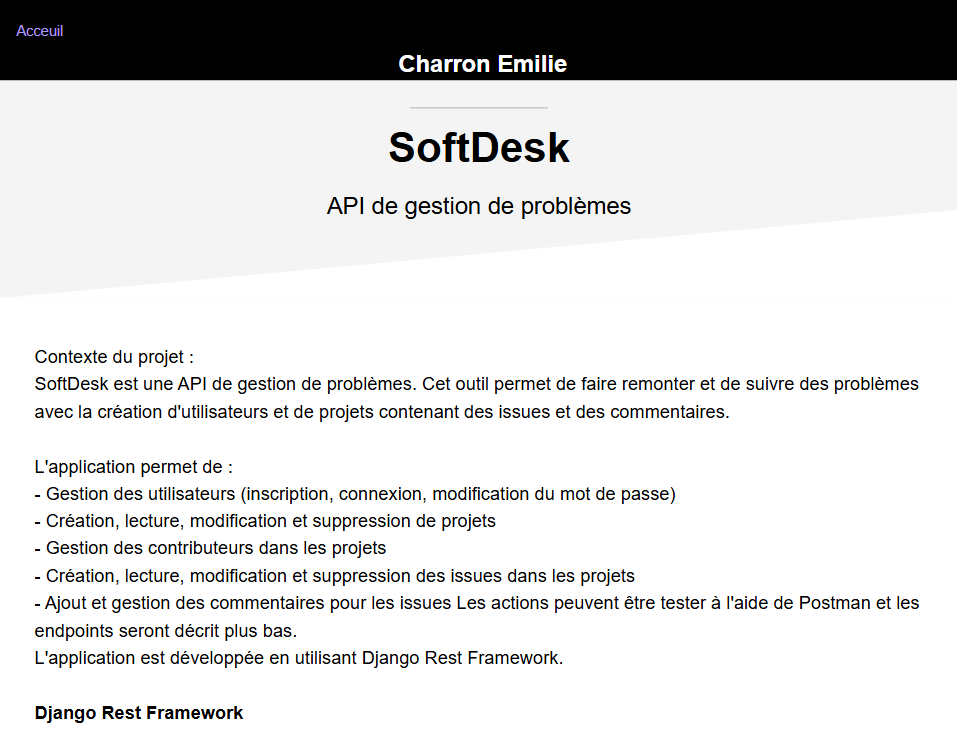 Acceuil
Charron Emilie
SoftDesk
API de gestion de problèmes
Contexte du projet :
SoftDesk est une API de gestion de problèmes. Cet outil permet de faire remonter et de suivre des problèmes
avec la création d'utilisateurs et de projets contenant des issues et des commentaires.
L'application permet de :
- Gestion des utilisateurs (inscription, connexion, modification du mot de passe)
- Création, lecture, modification et suppression de projets
- Gestion des contributeurs dans les projets
- Création, lecture, modification et suppression des issues dans les projets
- Ajout et gestion des commentaires pour les issues Les actions peuvent être tester à l'aide de Postman et les
endpoints seront décrit plus bas.
L'application est développée en utilisant Django Rest Framework.
Django Rest Framework